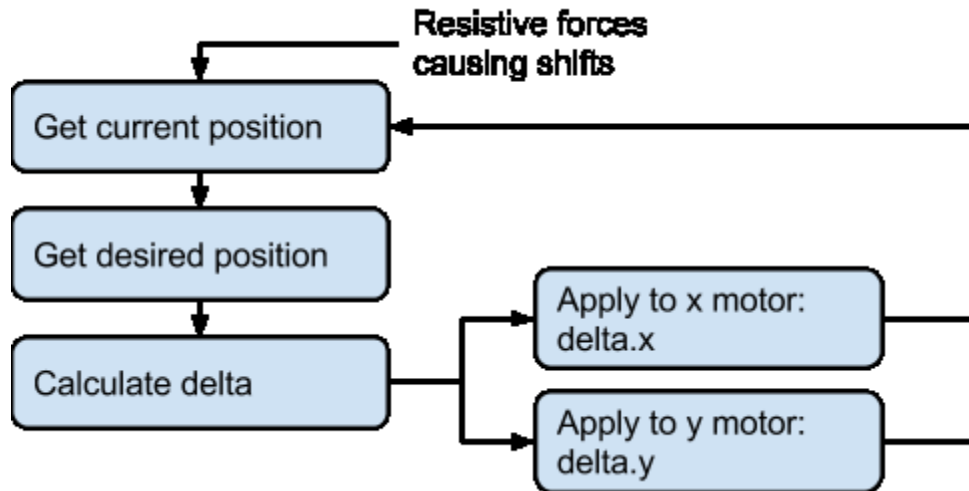 Resistive forces
causing shifts
Get current position
Get desired position
Calculate delta
Apply to x motor:
delta.x
Apply to y motor:
delta.y